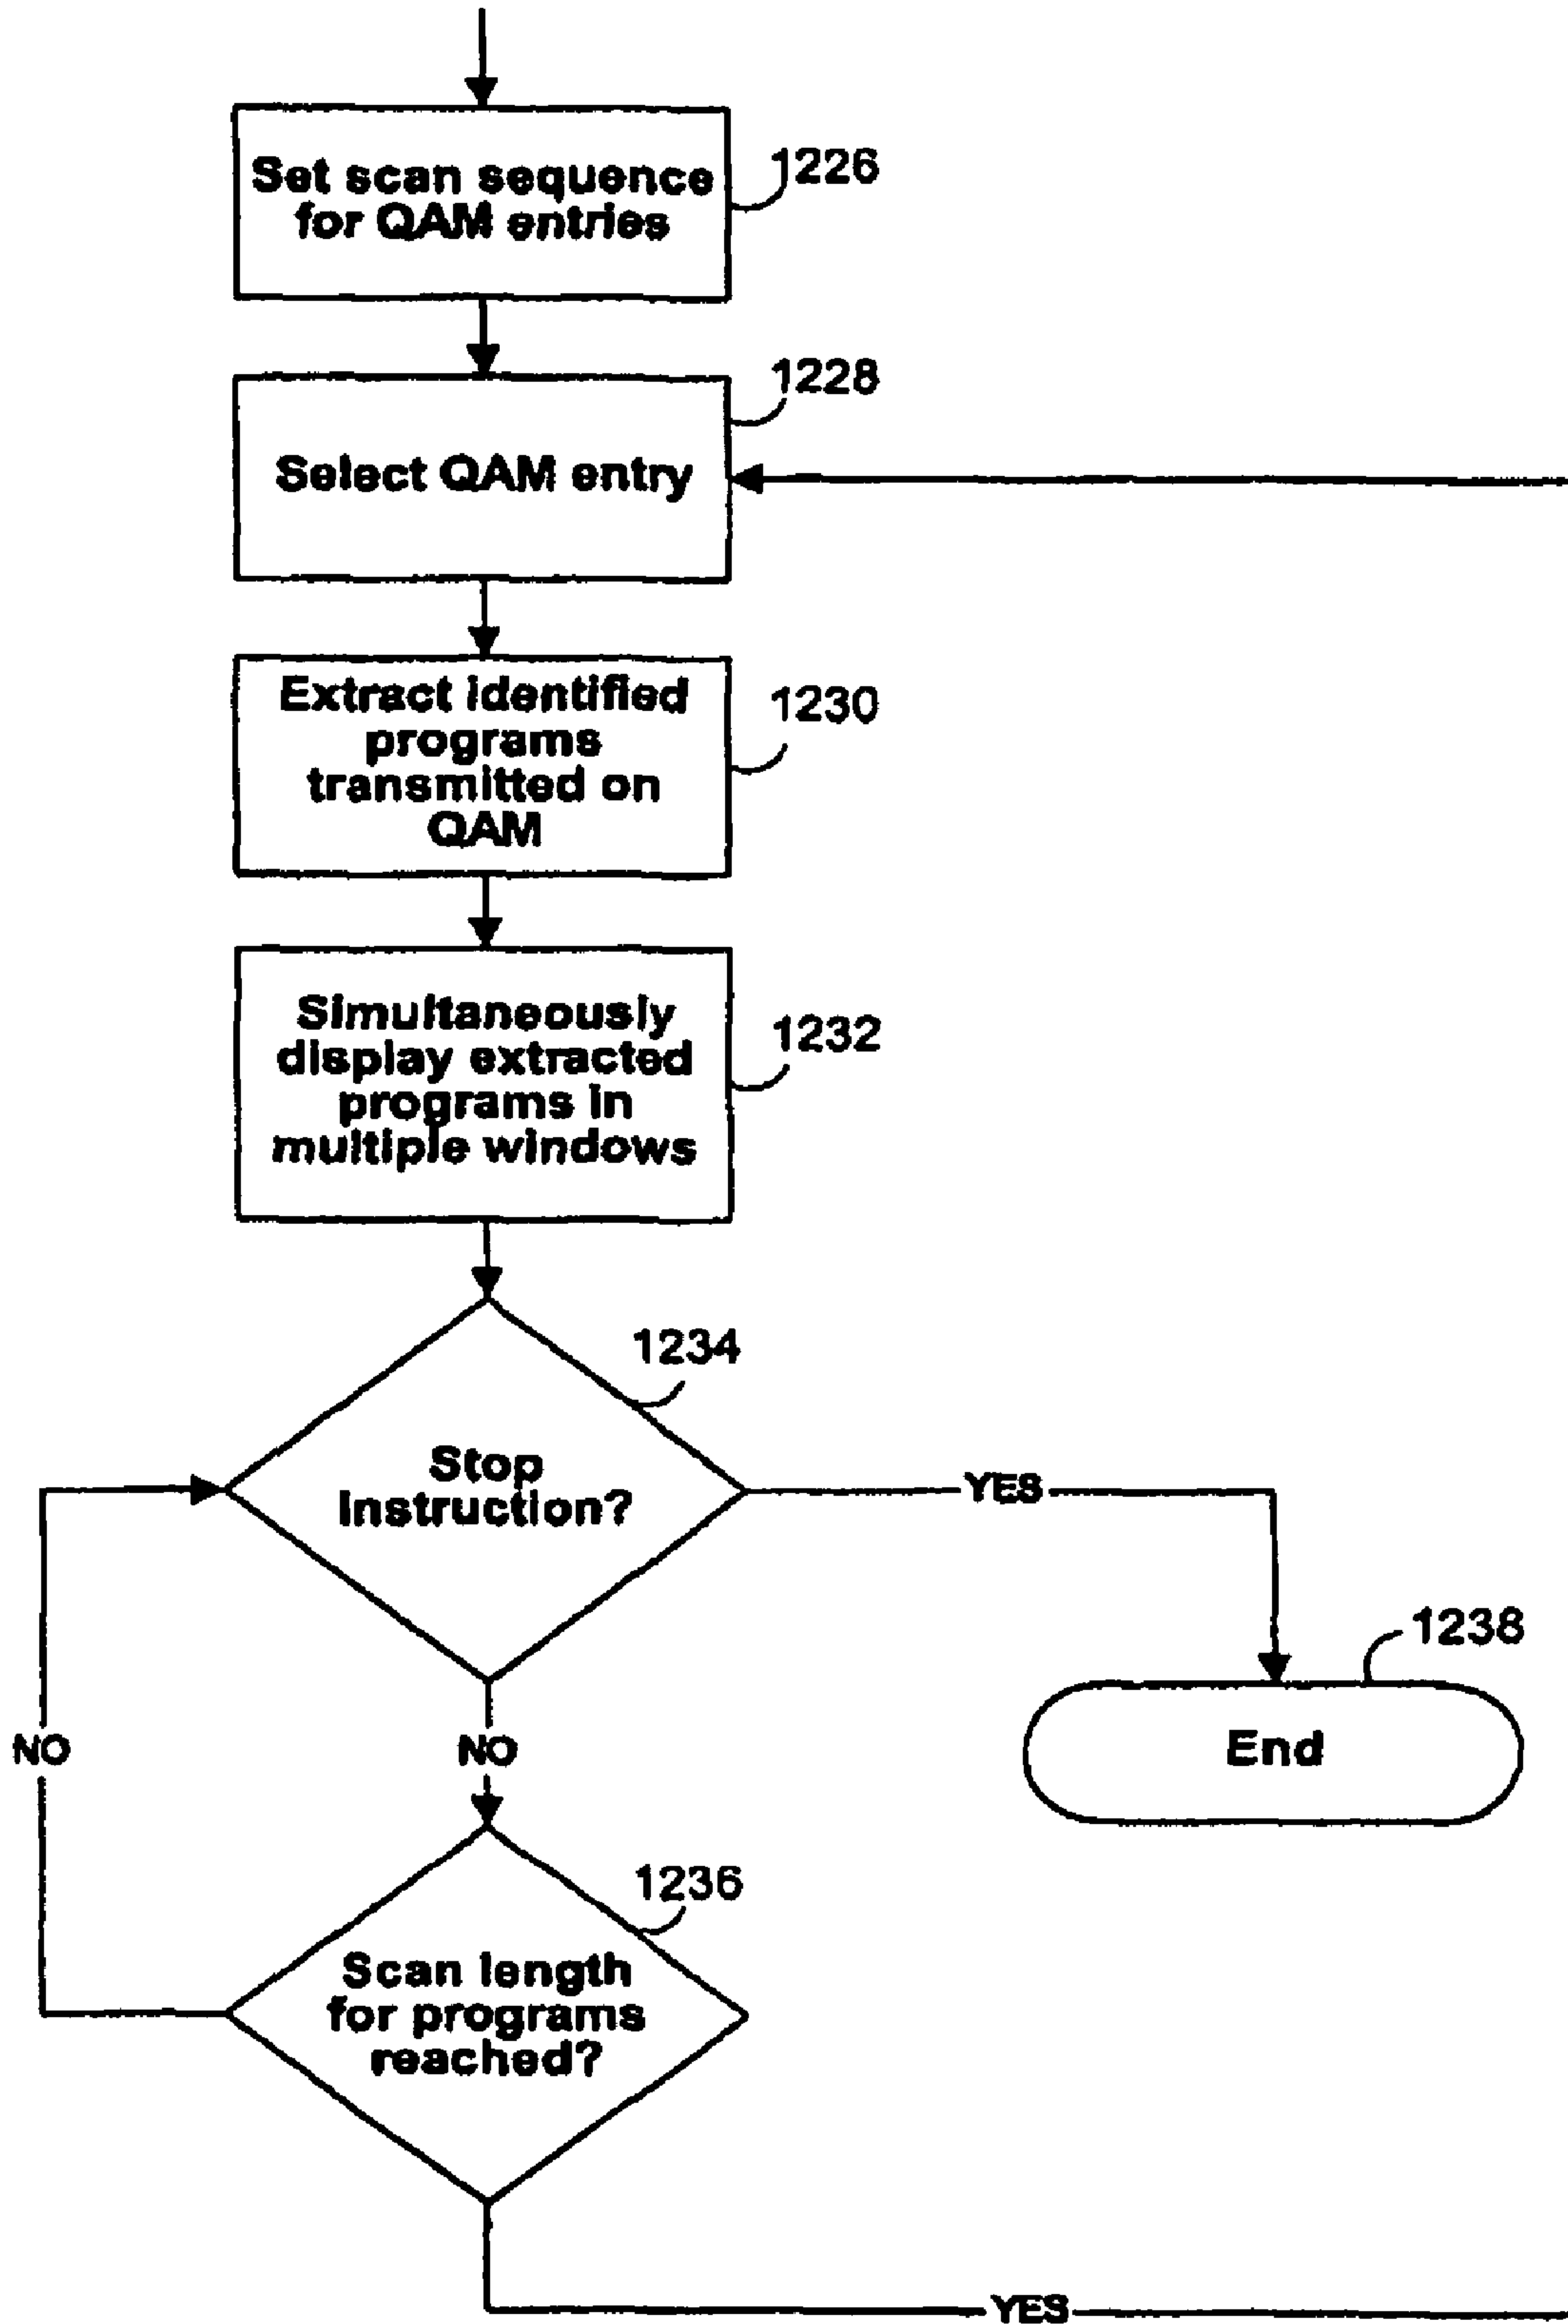 Set scan sequence
for QAM entries
1226
Select QAM entry
1228
Extract identified
programs
transmitted on
QAM
1230
Simultaneously
display extracted
programs in
multiple windows
1232
Stop
Instruction?
1234
YES
End
1238
NO
NO
Scan length
for programs
reached?
1236
YES